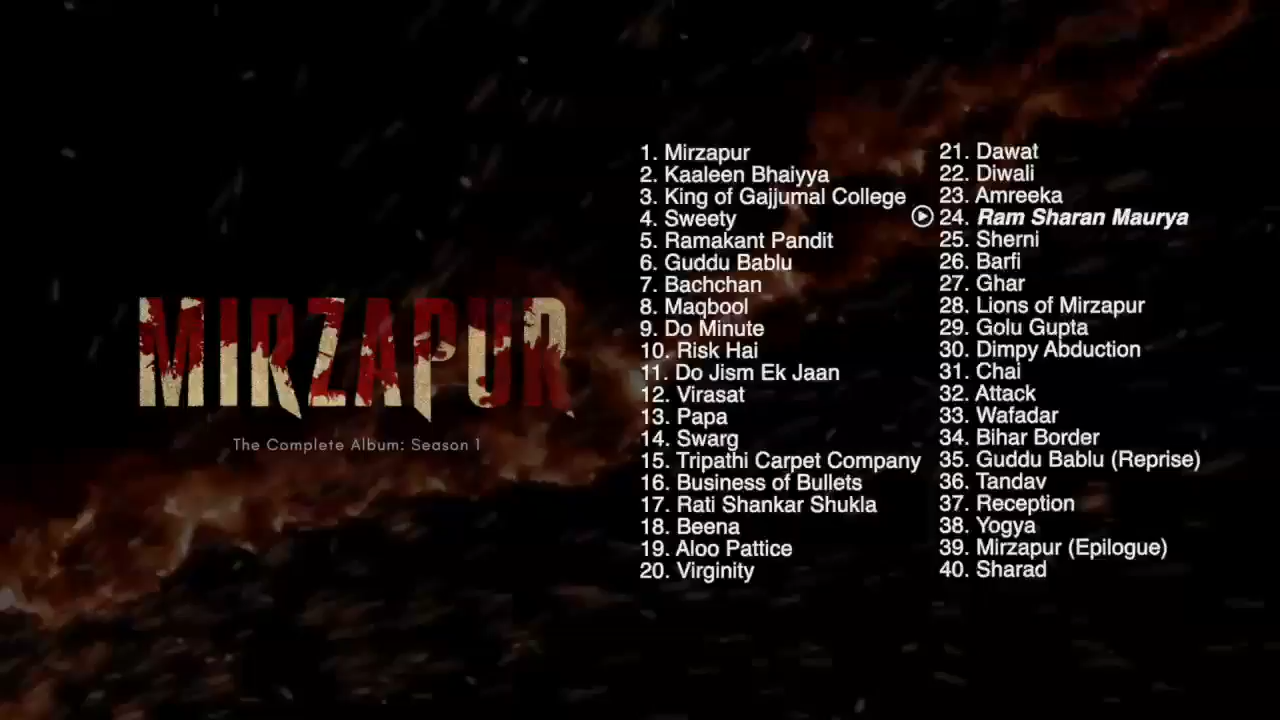 MIRZAPUR
The Complete Album: Season 1
1. Mirzapur
2. Kaaleen Bhaiyya
3. King of Gajjumal College
4. Sweety
5. Ramakant Pandit
6. Guddu Bablu
7. Bachchan
8. Maqbool
9. Do Minute
10. Risk Hai
11. Do Jism Ek Jaan
12. Virasat
13. Papa
14. Swarg
15. Tripathi Carpet Company
16. Business of Bullets
17. Rati Shankar Shukla
18. Beena
19. Aloo Pattice
20. Virginity
21. Dawat
22. Diwali
23. Amreeka
24. Ram Sharan Maurya
25. Sherni
26. Barfi
27. Ghar
28. Lions of Mirzapur
29. Golu Gupta
30. Dimpy Abduction
31. Chai
32. Attack
33. Wafadar
34. Bihar Border
35. Guddu Bablu (Reprise)
36. Tandav
37. Reception
38. Yogya
39. Mirzapur (Epilogue)
40. Sharad